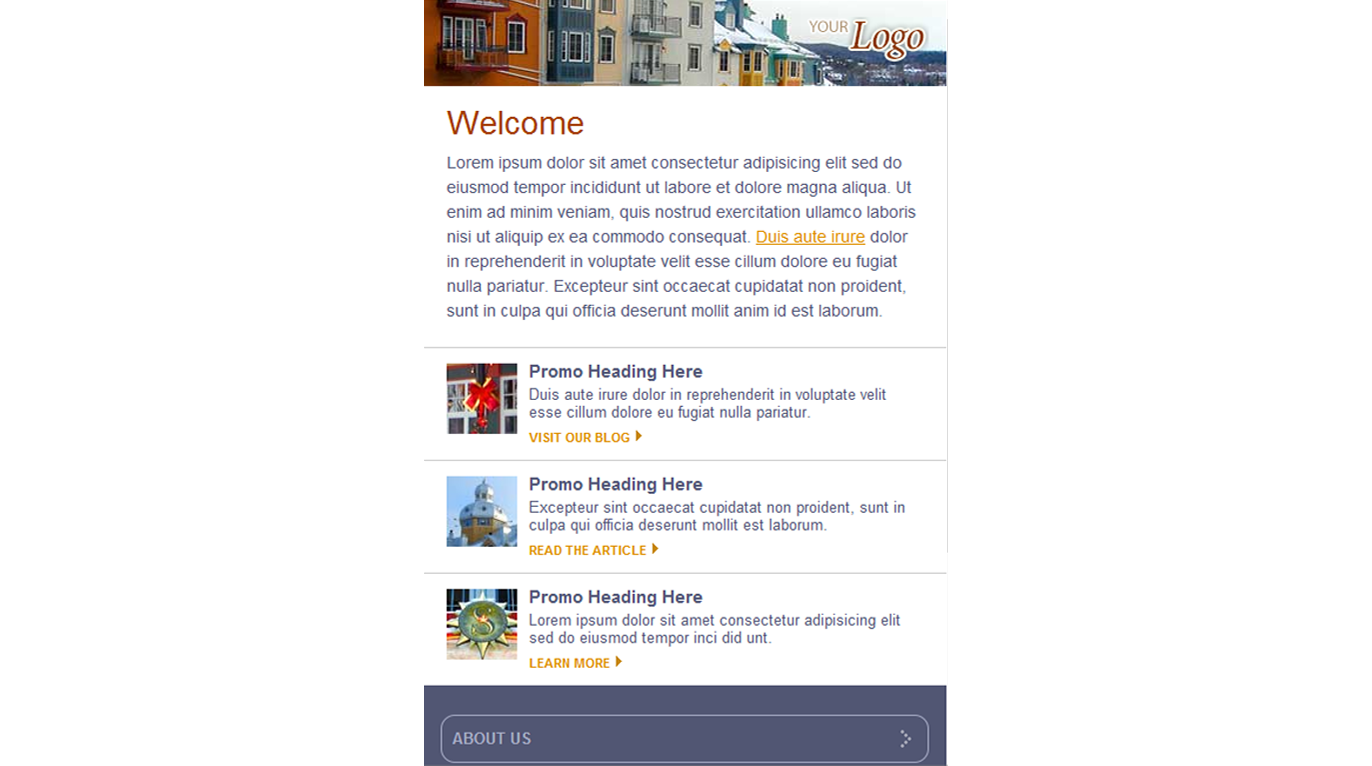 YOUR Logo
Welcome
Lorem ipsum dolor sit amet consectetur adipisicing elit sed do
eiusmod tempor incididunt ut labore et dolore magna aliqua. Ut
enim ad minim veniam, quis nostrud exercitation ullamco laboris
nisi ut aliquip ex ea commodo consequat. Duis aute irure dolor
in reprehenderit in voluptate velit esse cillum dolore eu fugiat
nulla pariatur. Excepteur sint occaecat cupidatat non proident,
sunt in culpa qui officia deserunt mollit anim id est laborum.
Promo Heading Here
Duis aute irure dolor in reprehenderit in voluptate velit
esse cillum dolore eu fugiat nulla pariatur.
VISIT OUR BLOG
Promo Heading Here
Excepteur sint occaecat cupidatat non proident, sunt in
culpa qui officia deserunt mollit est laborum.
READ THE ARTICLE
Promo Heading Here
Lorem ipsum dolor sit amet consectetur adipisicing elit
sed do eiusmod tempor inci did unt.
LEARN MORE
ABOUT US